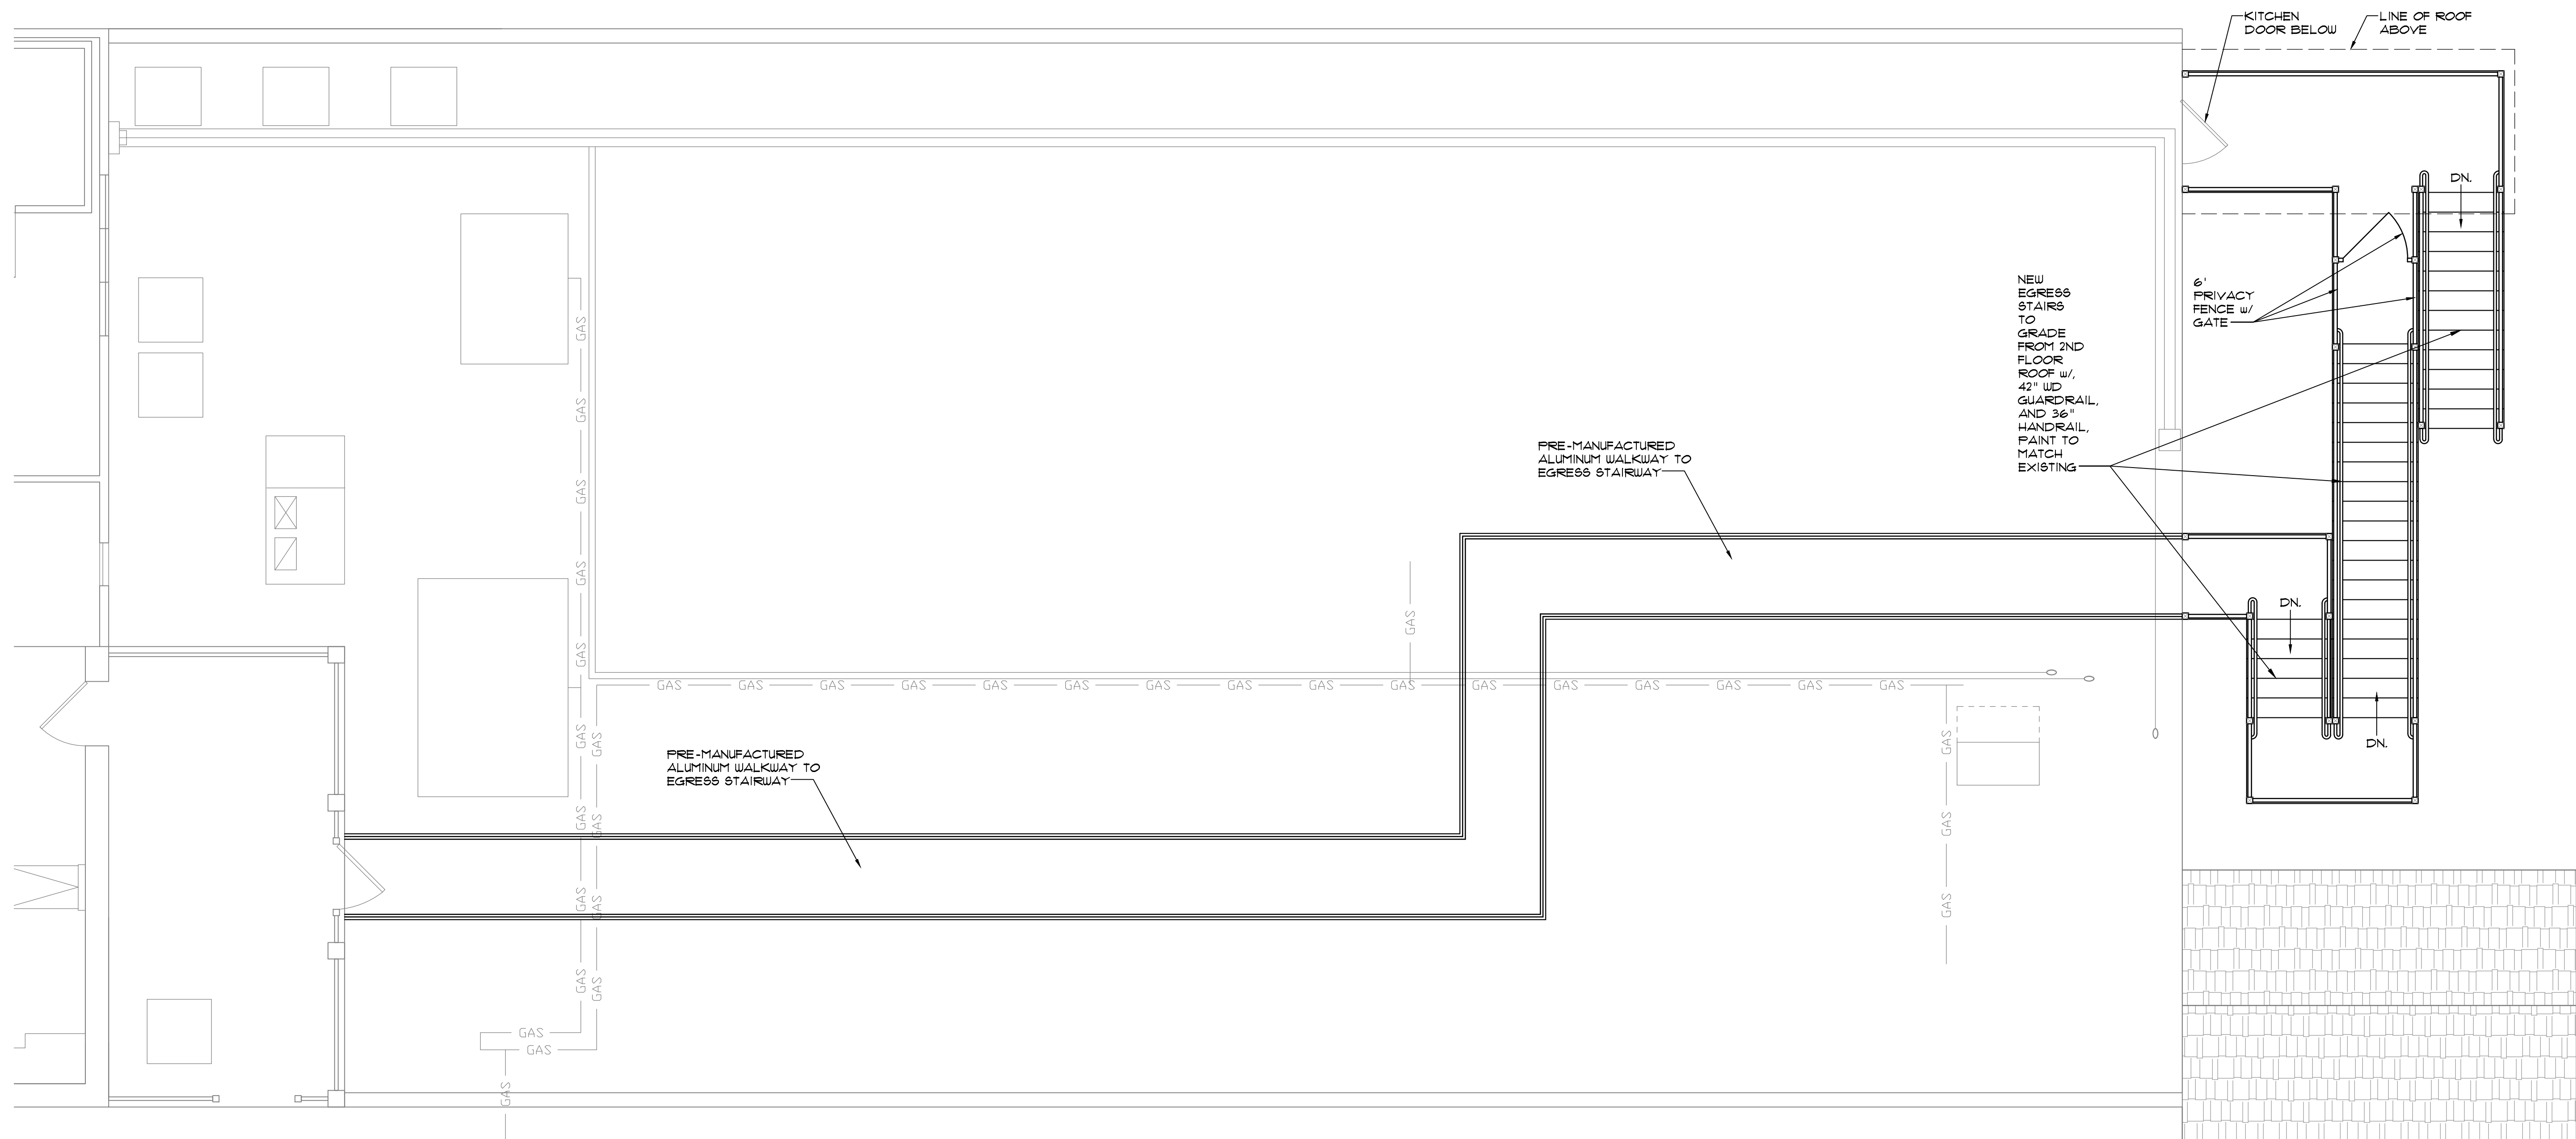 KITCHEN
DOOR BELOW
LINE OF ROOF
ABOVE
DN.
NEW
EGRESS
STAIRS
TO
GRADE
FROM 2ND
FLOOR
ROOF w/,
42" WD
GUARDRAIL,
AND 36"
HANDRAIL,
PAINT TO
MATCH
EXISTING
6'
PRIVACY
FENCE w/
GATE
PRE-MANUFACTURED
ALUMINUM WALKWAY TO
EGRESS STAIRWAY
DN.
DN.
PRE-MANUFACTURED
ALUMINUM WALKWAY TO
EGRESS STAIRWAY
GAS
GAS
GAS
GAS
GAS
GAS
GAS
GAS
GAS
GAS
GAS
GAS
GAS
GAS
GAS GAS GAS GAS GAS GAS GAS GAS GAS GAS GAS GAS GAS GAS GAS GAS
GAS
GAS
GAS
GAS
GAS
GAS